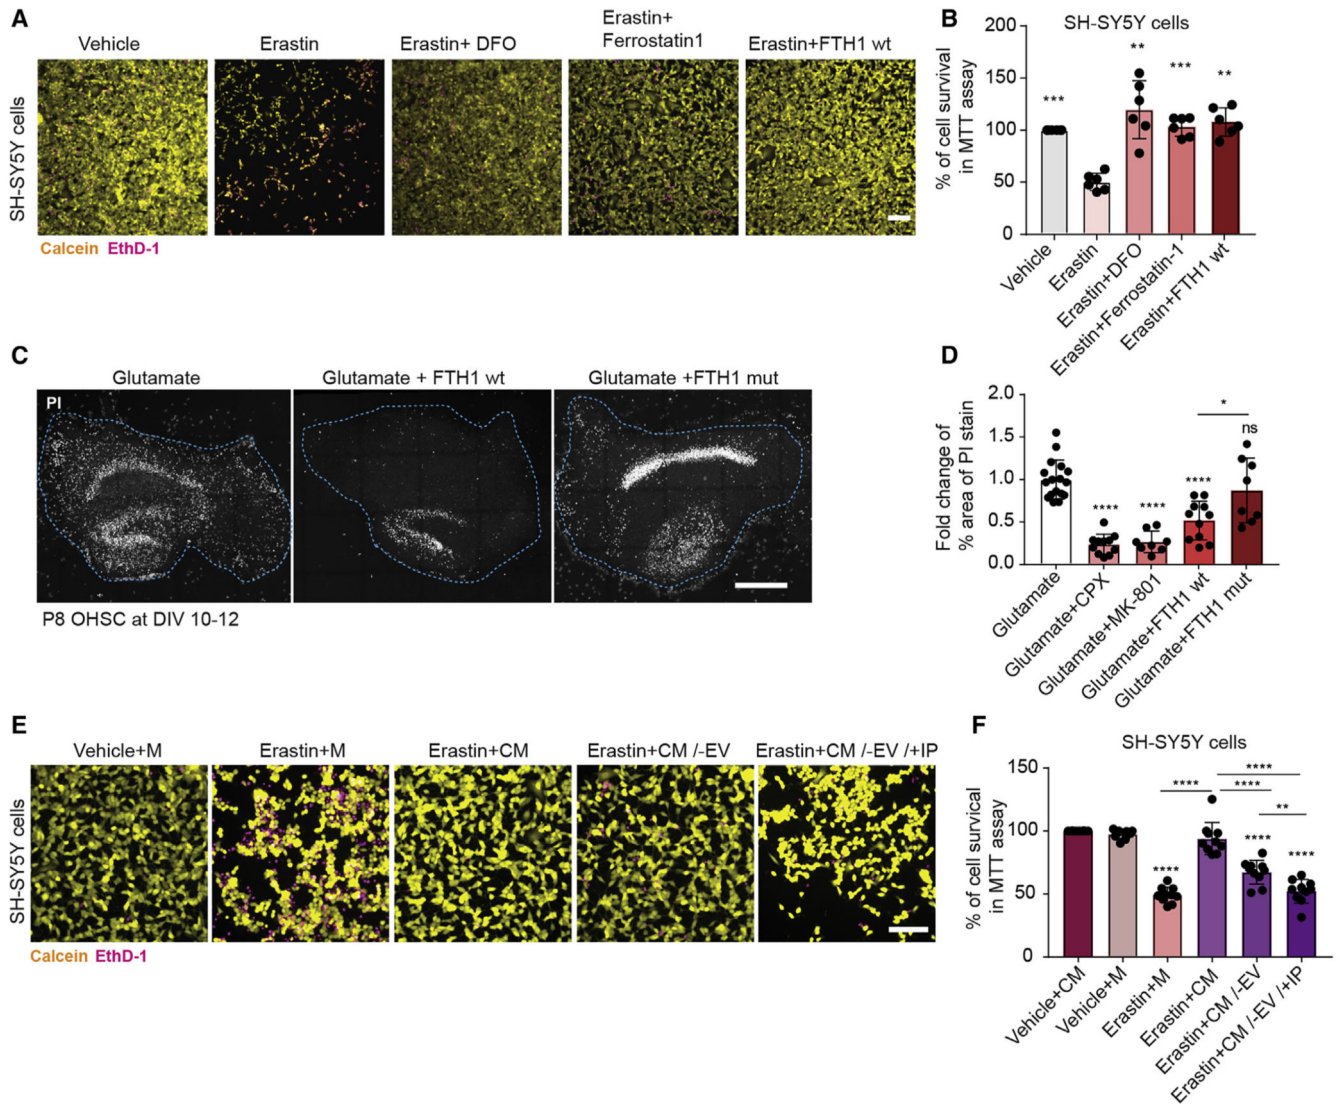 A
Vehicle
Erastin
Erastin+ DFO
Erastin+
Ferrostatin1
Erastin+FTH1 wt
SH-SY5Y cells
Calcein EthD-1
B
SH-SY5Y cells
% of cell survival
in MTT assay
200
150
100
50
0
***
**
***
**
Vehicle
Erastin
Erastin+DFO
Erastin+Ferrostatin-1
Erastin+FTH1 wt
C
Glutamate
Glutamate + FTH1 wt
Glutamate +FTH1 mut
PI
P8 OHSC at DIV 10-12
D
Fold change of
% area of PI stain
2.0
1.5
1.0
0.5
0.0
****
****
****
*
ns
Glutamate
Glutamate+CPX
Glutamate+MK-801
Glutamate+FTH1 wt
Glutamate+FTH1 mut
E
Vehicle+M
Erastin+M
Erastin+CM
Erastin+CM /-EV
Erastin+CM /-EV /+IP
SH-SY5Y cells
Calcein EthD-1
F
SH-SY5Y cells
% of cell survical
in MTT assay
150
100
50
0
****
****
****
**
****
****
****
Vehicle+CM
Vehicle+M
Erastin+M
Erastin+CM
Erastin+CM /-EV
Erastin+CM /-EV /+IP